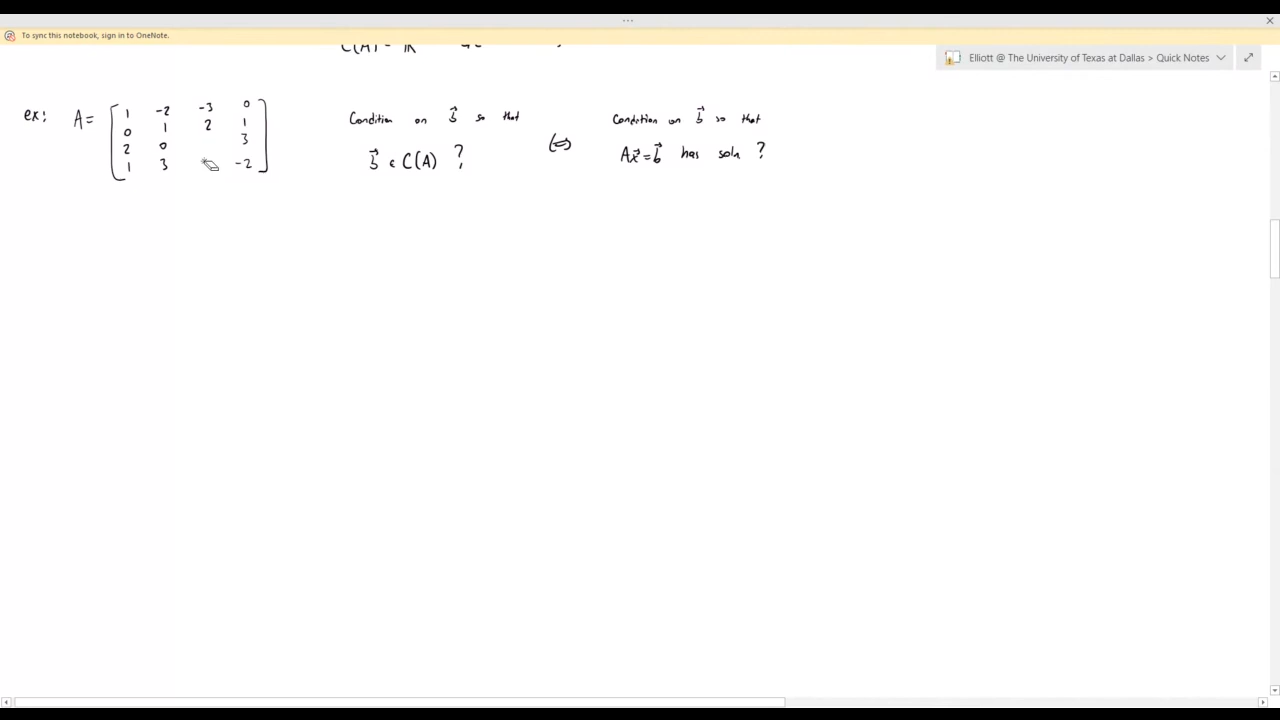 ...
To sync this notebook, sign in to OneNote.
C(A) = ℝ
Elliott @ The University of Texas at Dallas > Quick Notes
ex: A = [ 1 -2 -3 0
0 1 2 1
2 0 3
1 3 -2 ]
Condition on b⃗ so that
b⃗ ∈ C(A) ?
⇔
Condition on b⃗ so that
Ax⃗ = b⃗ has soln ?